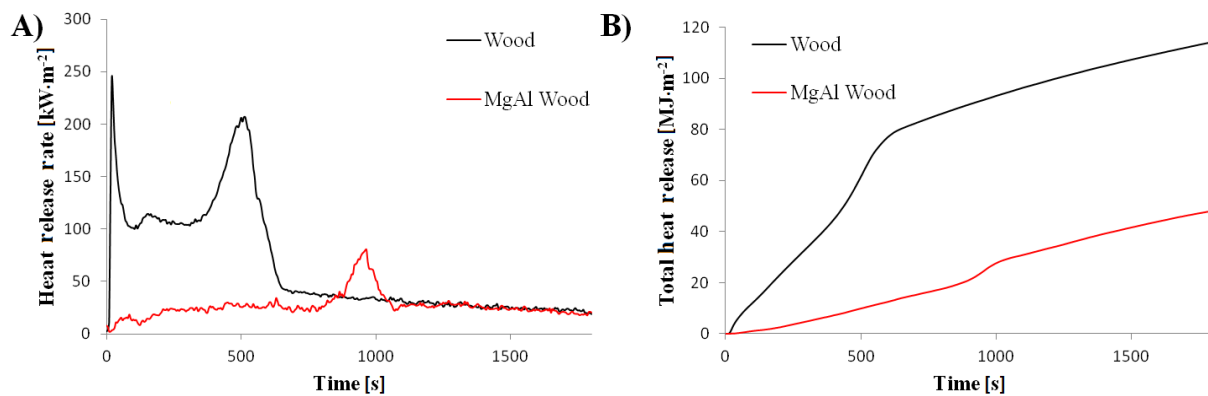 A)
Heaat release rate [kW·m-2]
300
250
200
150
100
50
0
0 500 1000 1500
Time [s]
Wood
MgAl Wood
B)
Total heat release [MJ·m-2]
120
100
80
60
40
20
0
0 500 1000 1500
Time [s]
Wood
MgAl Wood